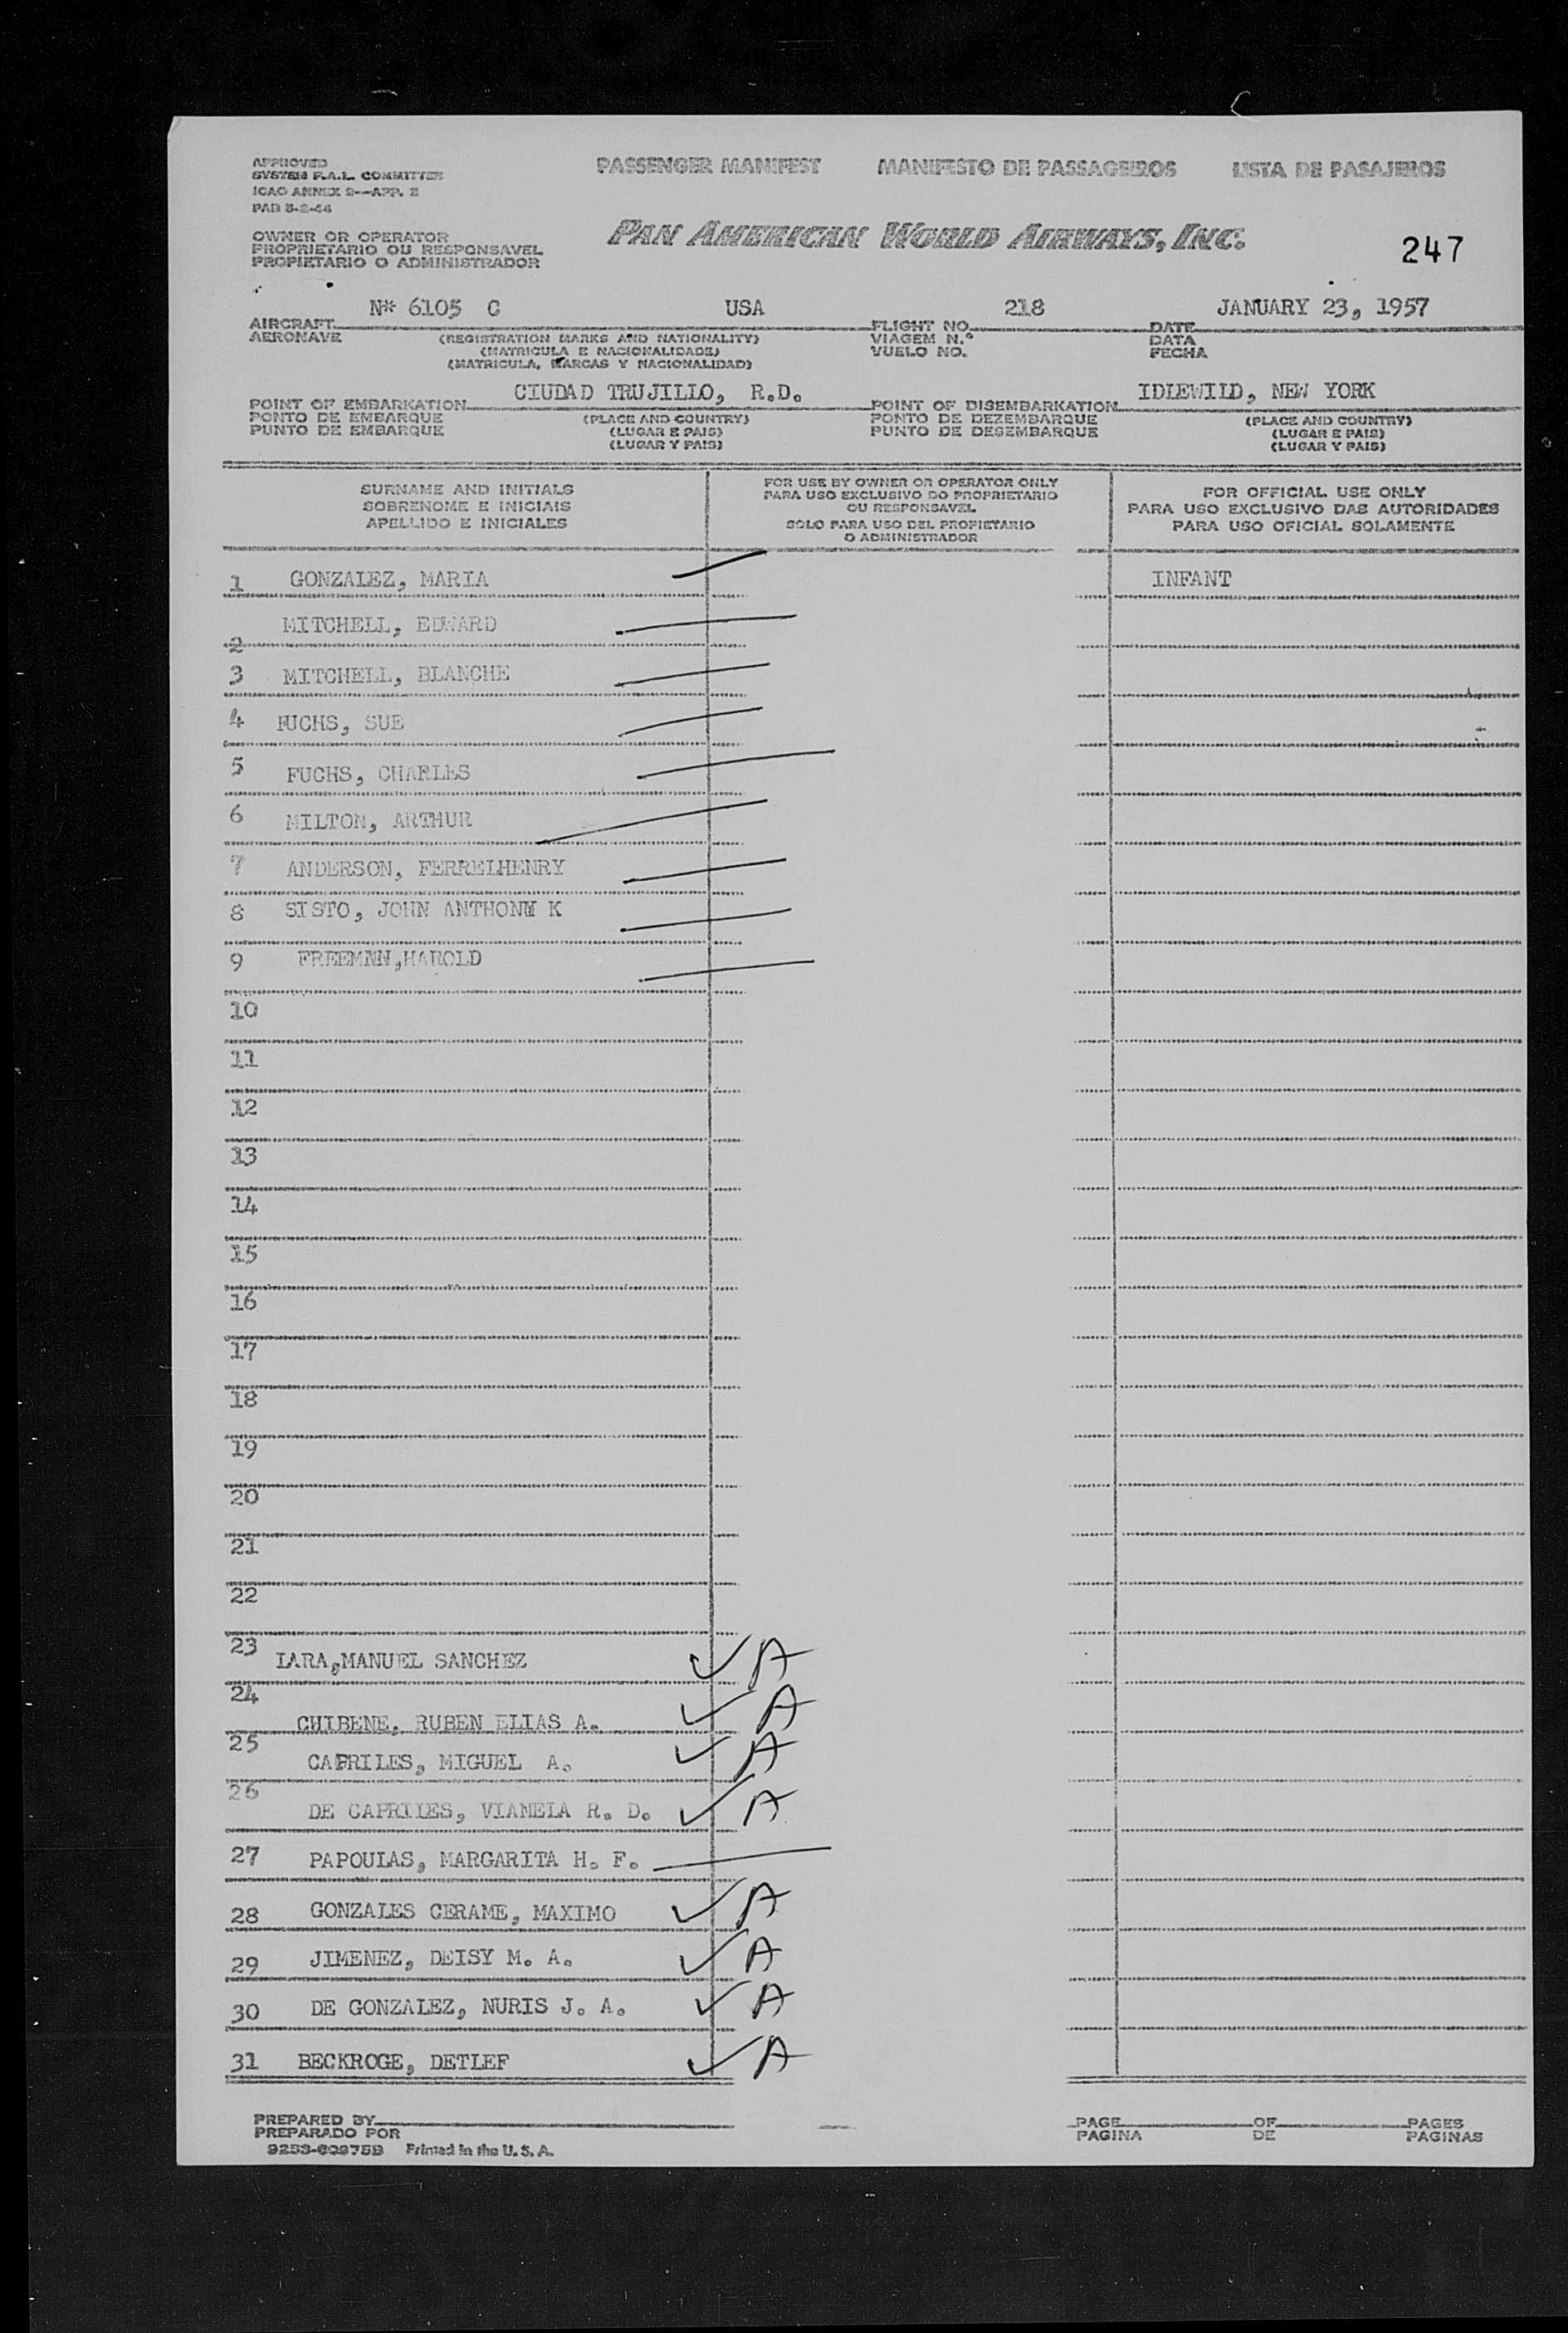 APPROVED
SYSTEM F.A.L. COMMITTEE
ICAO ANNEX 9—APP. 2
PAB 5-2-44
PASSENGER MANIFEST MANIFESTO DE PASSAGEIROS LISTA DE PASAJEROS
OWNER OR OPERATOR
PROPRIETARIO OU RESPONSAVEL
PROPIETARIO O ADMINISTRADOR
PAN AMERICAN WORLD AIRWAYS, INC.
247
N* 6105 C USA 218 JANUARY 23, 1957
AIRCRAFT FLIGHT NO. DATE
AERONAVE (REGISTRATION MARKS AND NATIONALITY) VIAGEM N.º DATA
(MATRICULA E NACIONALIDADE) VUELO NO. FECHA
(MATRICULA, MARCAS Y NACIONALIDAD)
CIUDAD TRUJILLO, R.D. IDLEWILD, NEW YORK
POINT OF EMBARKATION POINT OF DISEMBARKATION
PONTO DE EMBARQUE (PLACE AND COUNTRY) PONTO DE DEZEMBARQUE (PLACE AND COUNTRY)
PUNTO DE EMBARQUE (LUGAR E PAIS) PUNTO DE DESEMBARQUE (LUGAR E PAIS)
(LUGAR Y PAIS) (LUGAR Y PAIS)
SURNAME AND INITIALS
SOBRENOME E INICIAIS
APELLIDO E INICIALES
FOR USE BY OWNER OR OPERATOR ONLY
PARA USO EXCLUSIVO DO PROPRIETARIO
OU RESPONSAVEL
SOLO PARA USO DEL PROPIETARIO
O ADMINISTRADOR
FOR OFFICIAL USE ONLY
PARA USO EXCLUSIVO DAS AUTORIDADES
PARA USO OFICIAL SOLAMENTE
1 GONZALEZ, MARIA INFANT
2 MITCHELL, EDWARD
3 MITCHELL, BLANCHE
4 FUCHS, SUE
5 FUCHS, CHARLES
6 MILTON, ARTHUR
7 ANDERSON, FERRELHENRY
8 SISTO, JOHN ANTHONY K
9 FREEMNN,HAROLD
10
11
12
13
14
15
16
17
18
19
20
21
22
23 LARA,MANUEL SANCHEZ ✓ A
24 CHIBENE, RUBEN ELIAS A. ✓ A
25 CAPRILES, MIGUEL A. ✓ A
26 DE CAPRILES, VIANELA R. D. ✓ A
27 PAPOULAS, MARGARITA H. F.
28 GONZALES CERAME, MAXIMO ✓ A
29 JIMENEZ, DEISY M. A. ✓ A
30 DE GONZALEZ, NURIS J. A. ✓ A
31 BECKROGE, DETLEF ✓ A
PREPARED BY PAGE OF PAGES
PREPARADO POR PAGINA DE PAGINAS
9253-60975B Printed in the U. S. A.